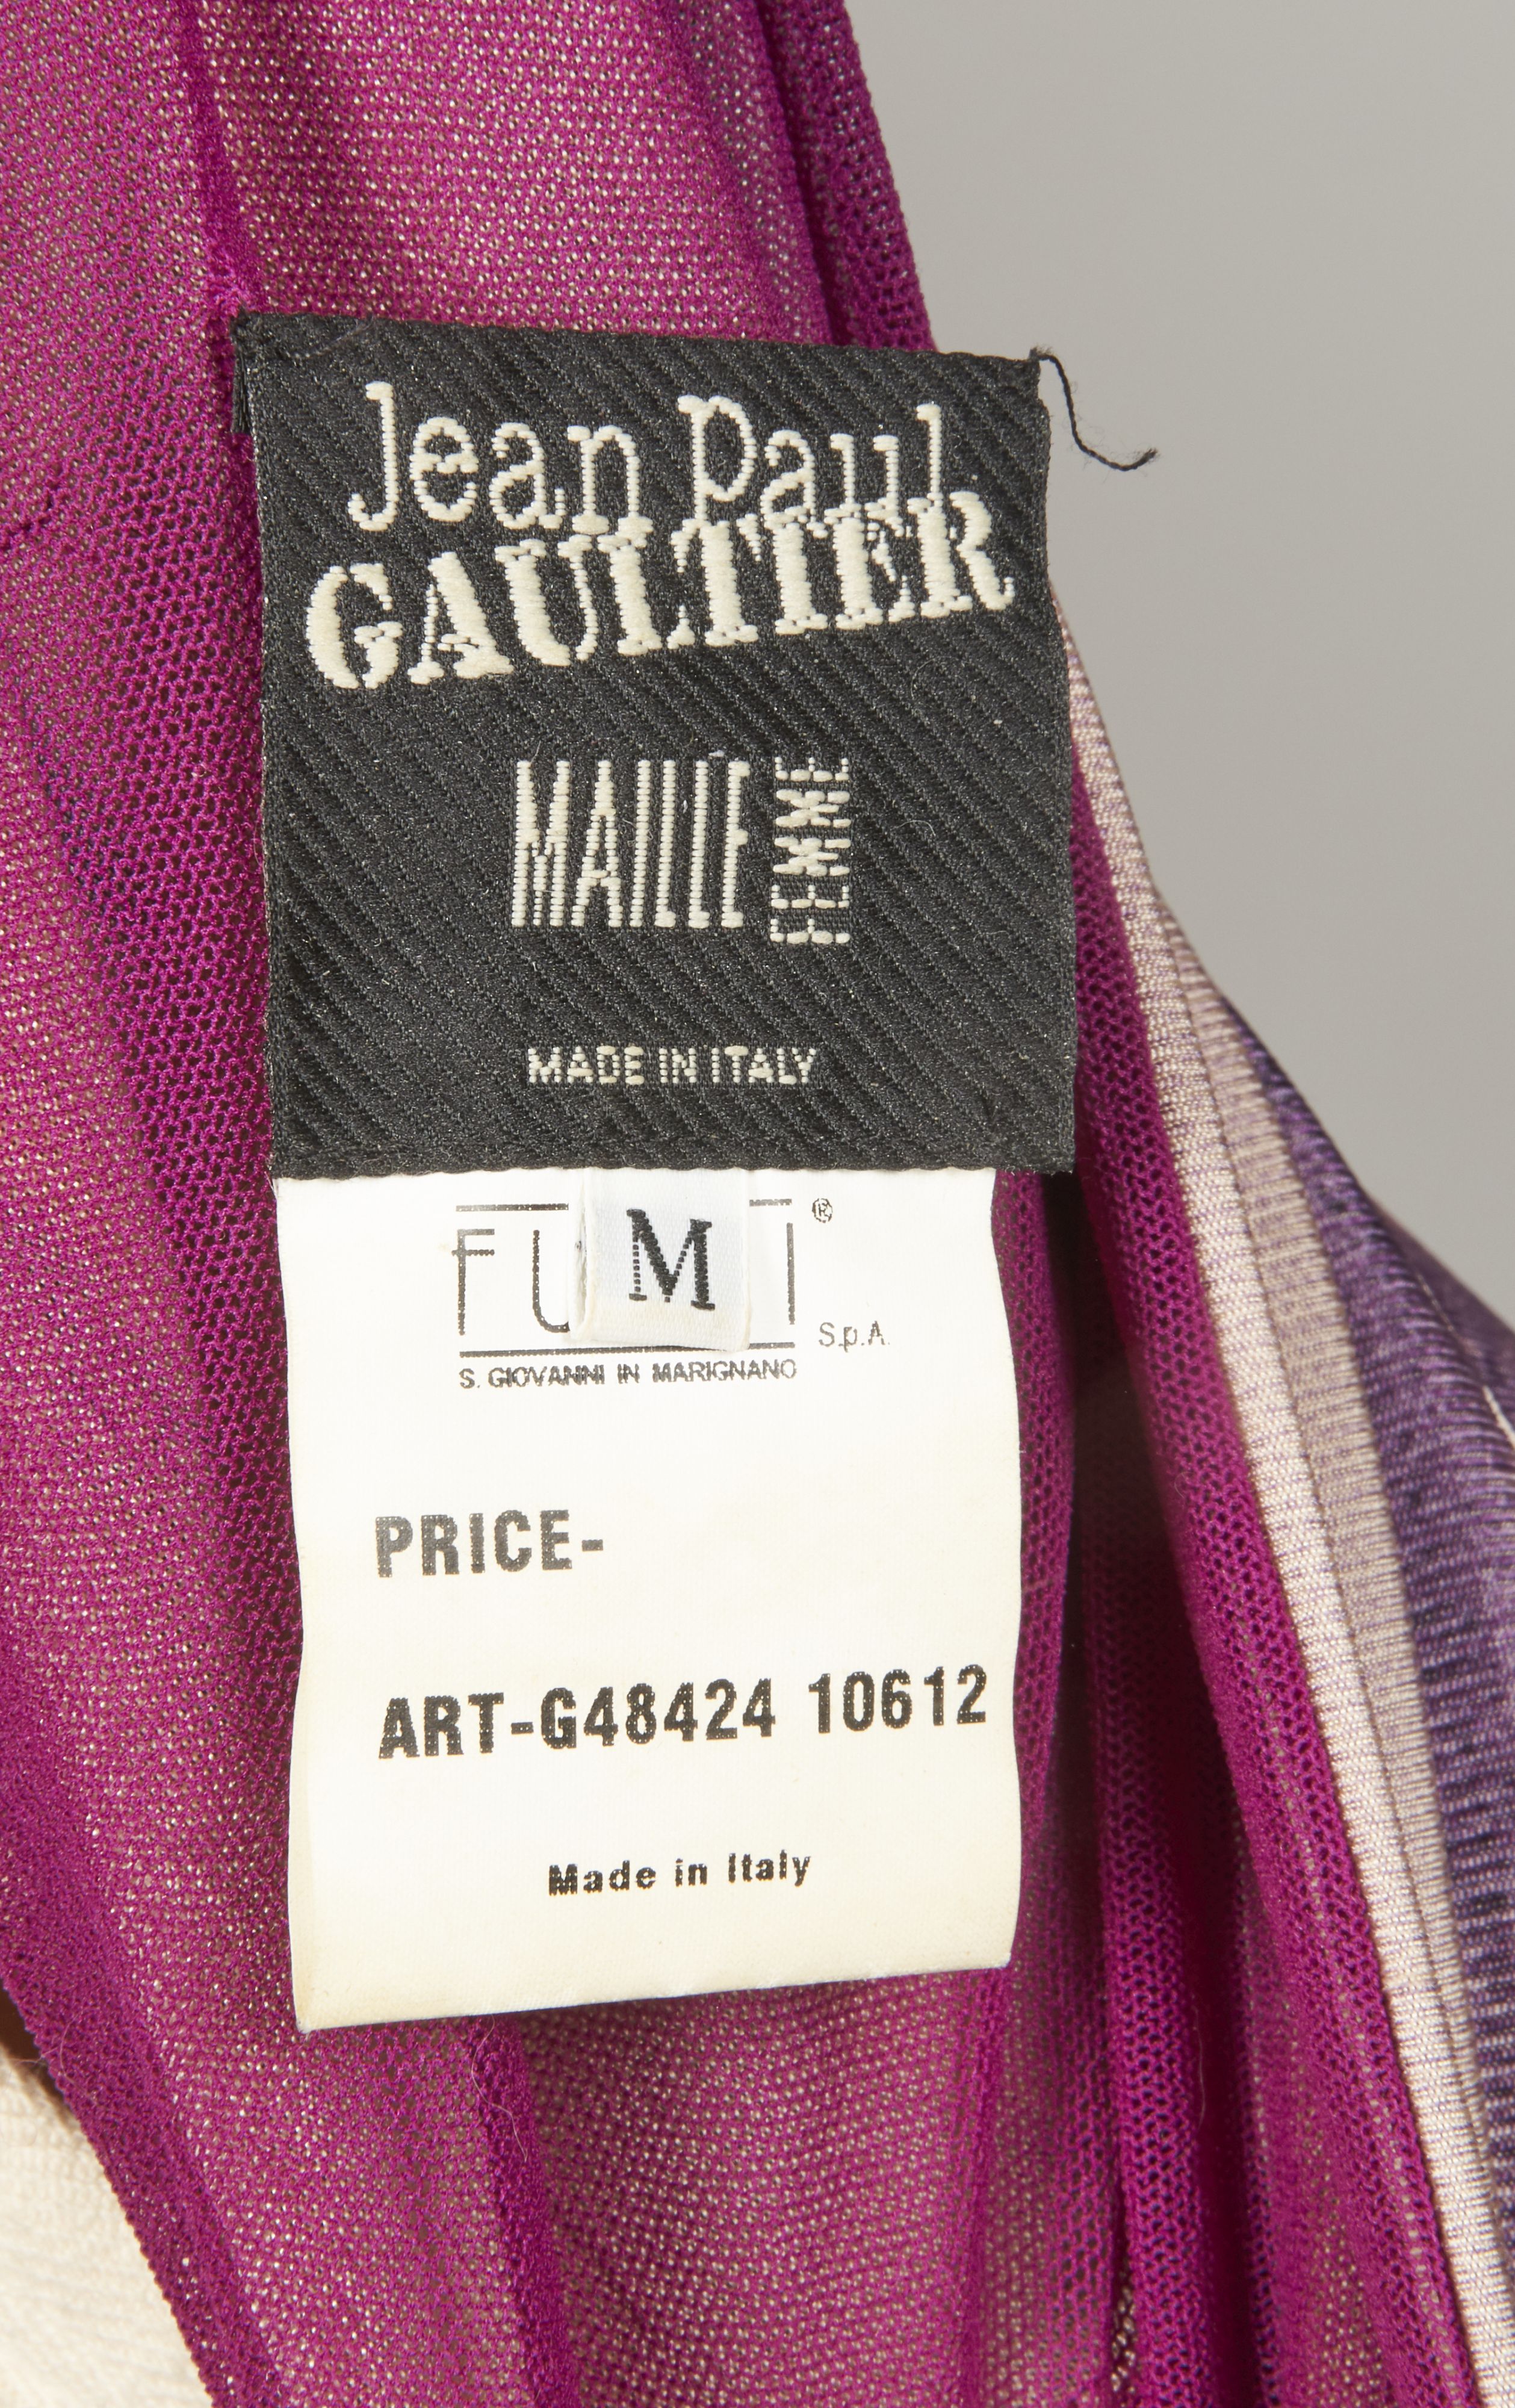 Jean Paul
GAULTIER
MAILLE FEMME
MADE IN ITALY
M
®
S.p.A.
S. GIOVANNI IN MARIGNANO
PRICE-
ART-G48424 10612
Made in Italy